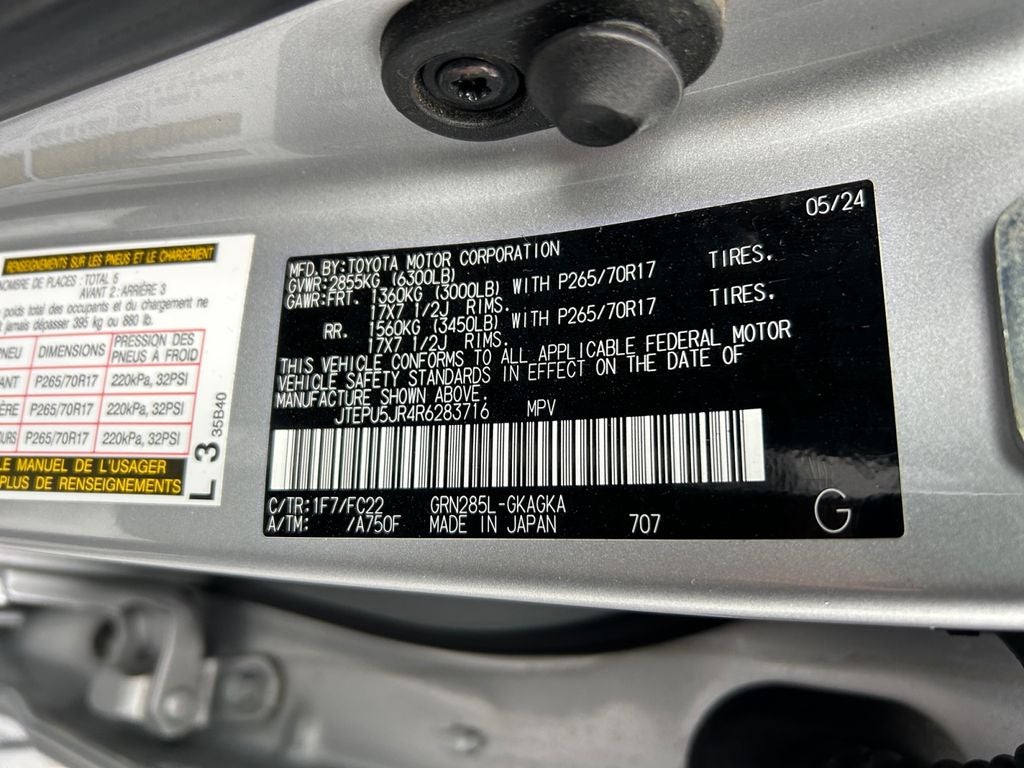 RENSEIGNEMENTS SUR LES PNEUS ET LE CHARGEMENT
NOMBRE DE PLACES : TOTAL 5
AVANT 2 : ARRIÈRE 3
poids total des occupants et du chargement ne
jamais dépasser 395 kg ou 880 lb.
PNEU DIMENSIONS PRESSION DES PNEUS À FROID
P265/70R17 220kPa, 32PSI
P265/70R17 220kPa, 32PSI
P265/70R17 220kPa, 32PSI
LE MANUEL DE L'USAGER
PLUS DE RENSEIGNEMENTS
L 3
35B40
05/24
MFD. BY:TOYOTA MOTOR CORPORATION
GVWR:2855KG (6300LB)
GAWR:FRT. 1360KG (3000LB) WITH P265/70R17 TIRES.
17X7 1/2J RIMS.
RR. 1560KG (3450LB) WITH P265/70R17 TIRES.
17X7 1/2J RIMS.
THIS VEHICLE CONFORMS TO ALL APPLICABLE FEDERAL MOTOR
VEHICLE SAFETY STANDARDS IN EFFECT ON THE DATE OF
MANUFACTURE SHOWN ABOVE.
JTEPU5JR4R6283716 MPV
C/TR:1F7/FC22 GRN285L-GKAGKA
A/TM: /A750F MADE IN JAPAN 707
G